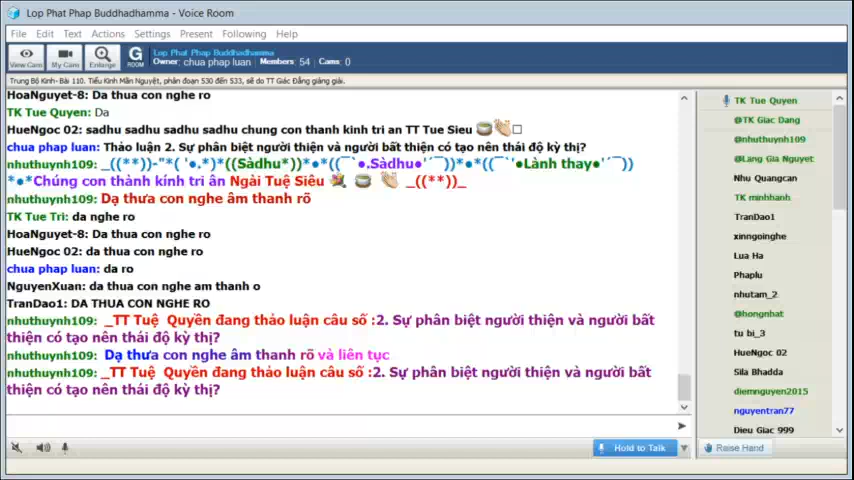 Lop Phat Phap Buddhadhamma - Voice Room
File Edit Text Actions Settings Present Following Help
View Cam My Cam Enlarge G ROOM
Lop Phat Phap Buddhadhamma
Owner: chua phap luan | Members: 54 | Cams: 0
Trung Bộ Kinh- Bài 110. Tiểu Kinh Mãn Nguyệt, phân đoạn 530 đến 533, sẽ do TT Giác Đẳng giảng giải.
HoaNguyet-8: Da thua con nghe ro
TK Tue Quyen: Da
HueNgoc 02: sadhu sadhu sadhu sadhu chung con thanh kinh tri an TT Tue Sieu
chua phap luan: Thảo luận 2. Sự phân biệt người thiện và người bất thiện có tạo nên thái độ kỳ thị?
nhuthuynh109: _((**))-"*( '●.*)*((Sàdhu*))*●*((¯`●.Sàdhu●'´¯))*●*((¯`'●Lành thay●'´¯))
*●*Chúng con thành kính tri ân Ngài Tuệ Siêu _((**))_
nhuthuynh109: Dạ thưa con nghe âm thanh rõ
TK Tue Tri: da nghe ro
HoaNguyet-8: Da thua con nghe ro
HueNgoc 02: da thua con nghe ro
chua phap luan: da ro
NguyenXuan: da thua con nghe am thanh o
TranDao1: DA THUA CON NGHE RO
nhuthuynh109: _TT Tuệ Quyền đang thảo luận câu số :2. Sự phân biệt người thiện và người bất
thiện có tạo nên thái độ kỳ thị?
nhuthuynh109: Dạ thưa con nghe âm thanh rõ và liên tục
nhuthuynh109: _TT Tuệ Quyền đang thảo luận câu số :2. Sự phân biệt người thiện và người bất
thiện có tạo nên thái độ kỳ thị?
TK Tue Quyen
@TK Giac Dang
@nhuthuynh109
@Lang Gia Nguyet
Nhu Quangcan
TK minhhanh
TranDao1
xinngoinghe
Lua Ha
Phaplu
nhutam_2
@hongnhat
tu bi_3
HueNgoc 02
Sila Bhadda
diemnguyen2015
nguyentran77
Dieu Giac 999
Hold to Talk
Raise Hand